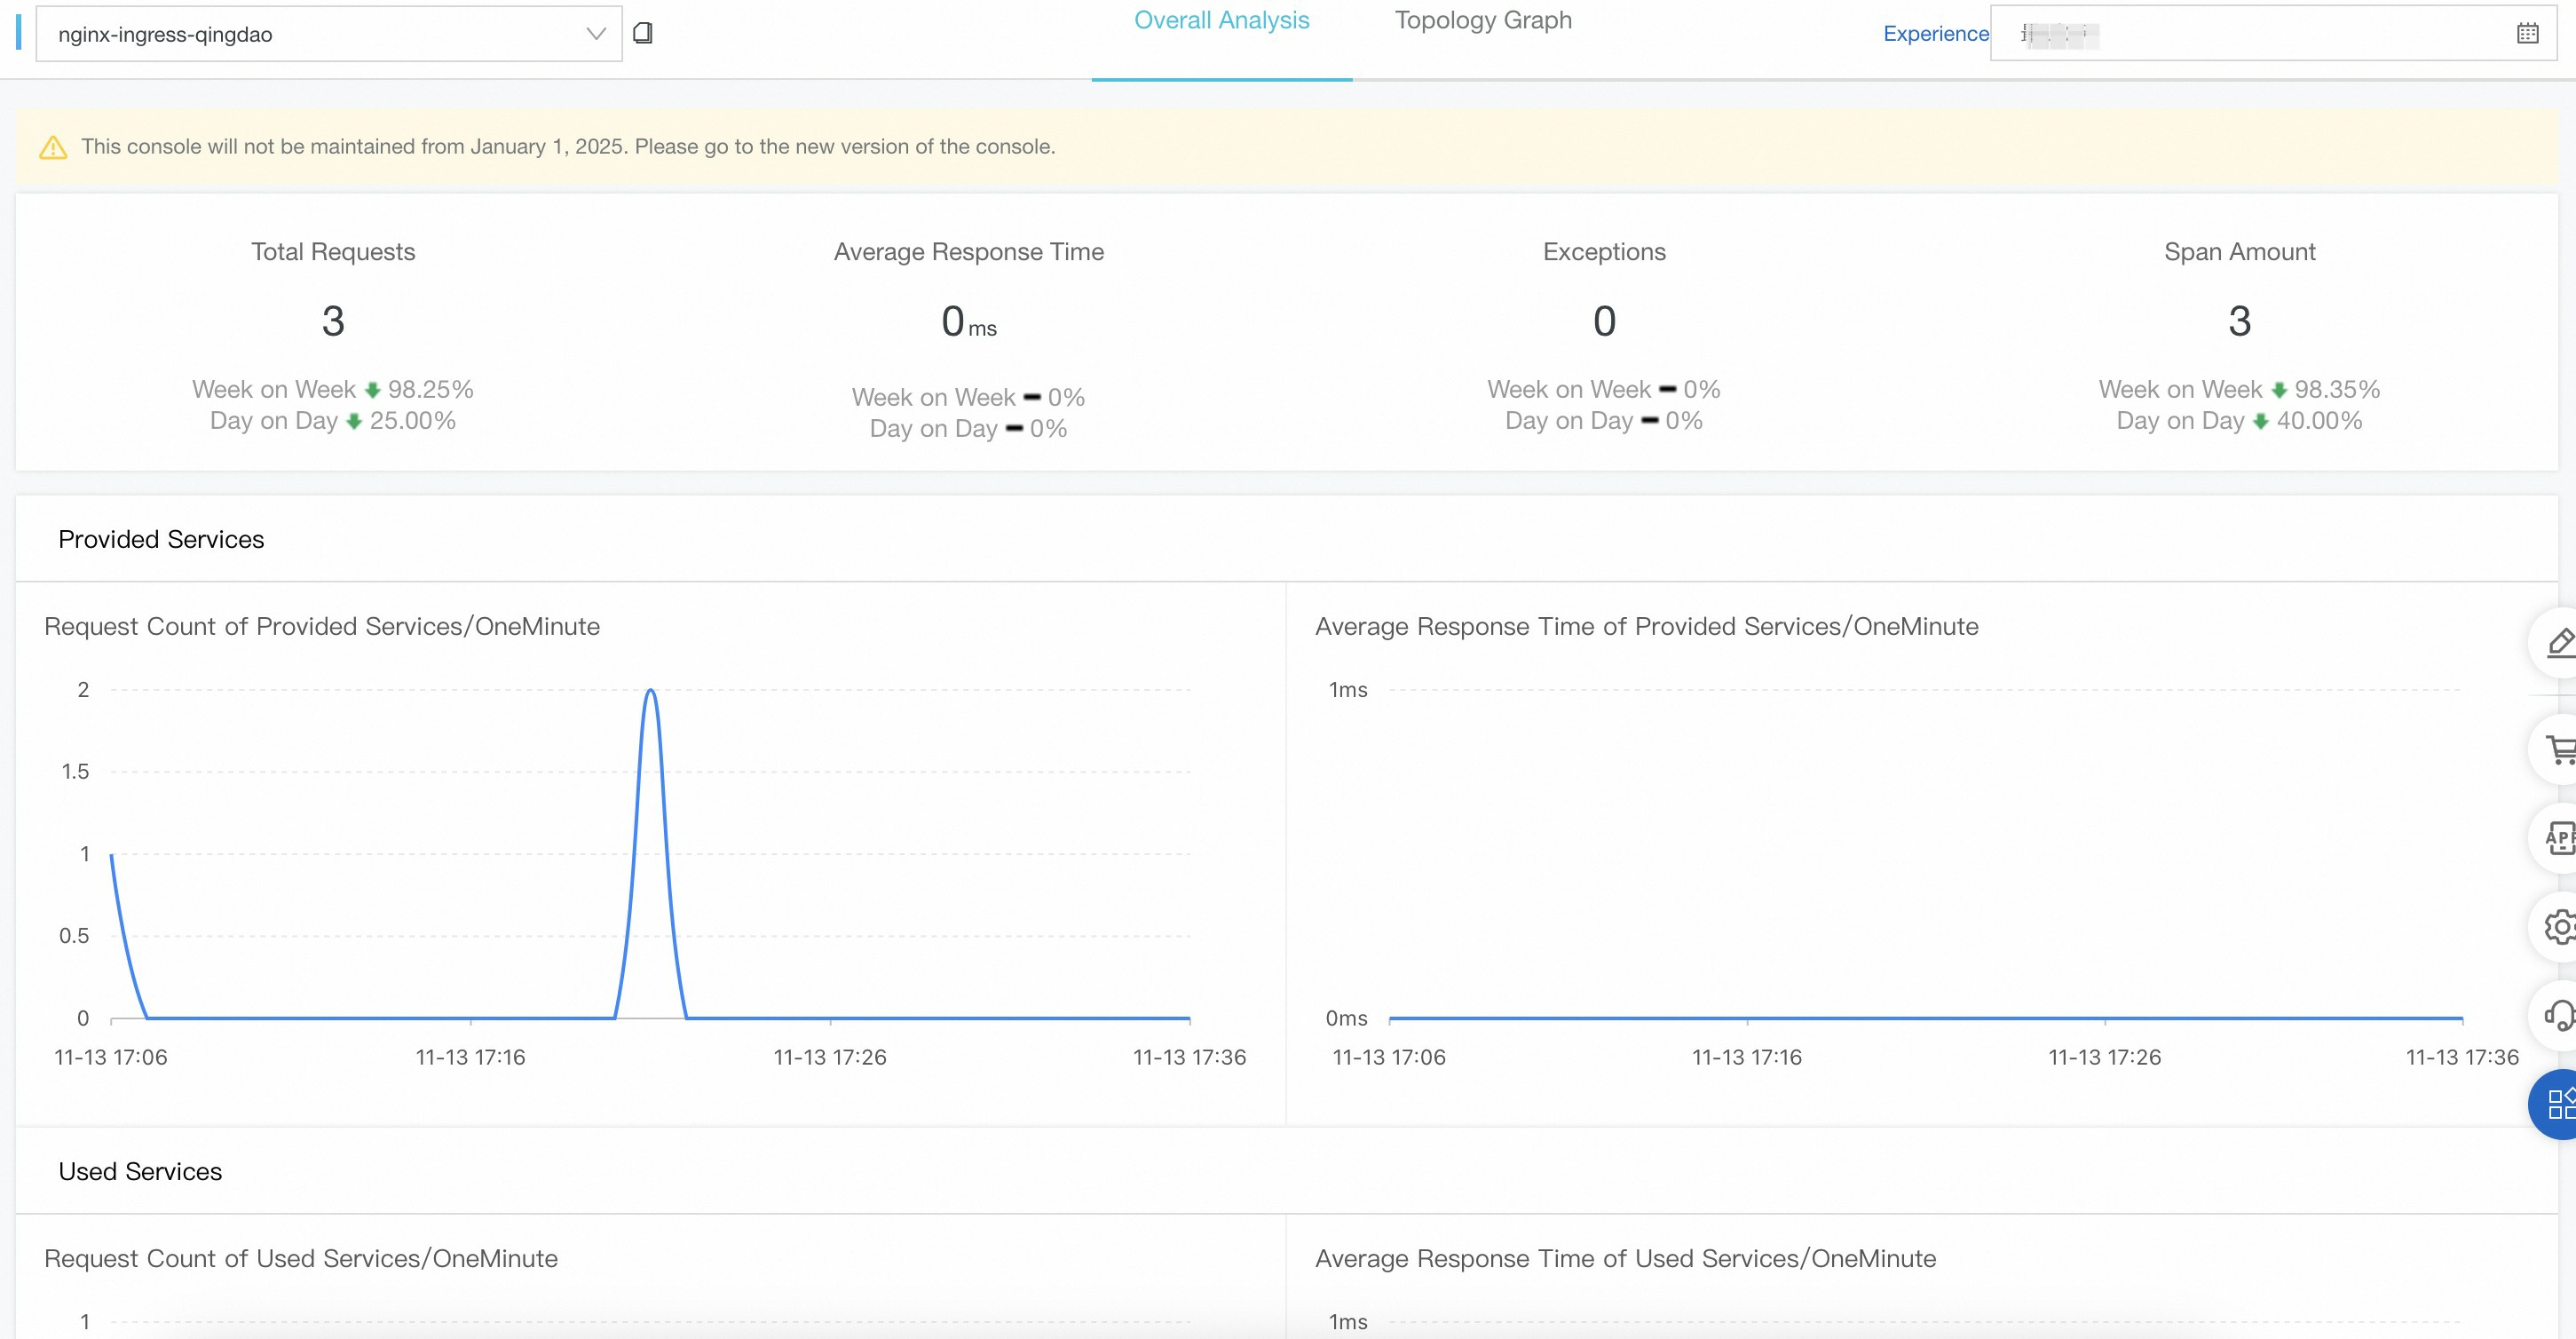 nginx-ingress-qingdao
Overall Analysis
Topology Graph
Experience
This console will not be maintained from January 1, 2025. Please go to the new version of the console.
Total Requests
3
Week on Week 98.25%
Day on Day 25.00%
Average Response Time
0ms
Week on Week 0%
Day on Day 0%
Exceptions
0
Week on Week 0%
Day on Day 0%
Span Amount
3
Week on Week 98.35%
Day on Day 40.00%
Provided Services
Request Count of Provided Services/OneMinute
2
1.5
1
0.5
0
11-13 17:06
11-13 17:16
11-13 17:26
11-13 17:36
Average Response Time of Provided Services/OneMinute
1ms
0ms
11-13 17:06
11-13 17:16
11-13 17:26
11-13 17:36
Used Services
Request Count of Used Services/OneMinute
1
Average Response Time of Used Services/OneMinute
1ms